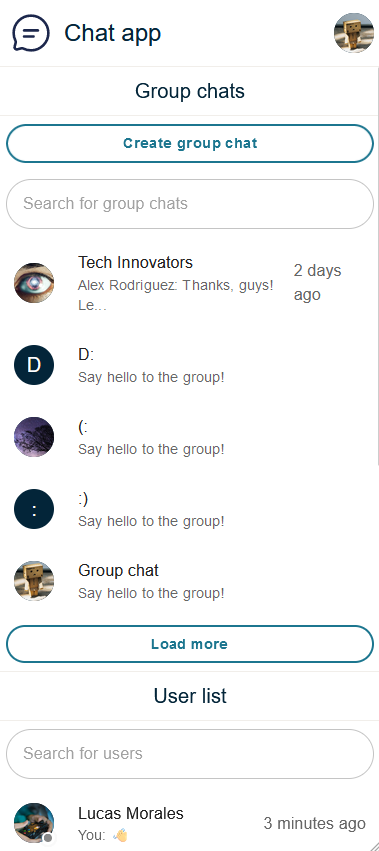 Chat app
Group chats
Create group chat
Search for group chats
Tech Innovators
Alex Rodriguez: Thanks, guys!
Le...
2 days
ago
D
D:
Say hello to the group!
(:
Say hello to the group!
:
:)
Say hello to the group!
Group chat
Say hello to the group!
Load more
User list
Search for users
Lucas Morales
You: 👋
3 minutes ago